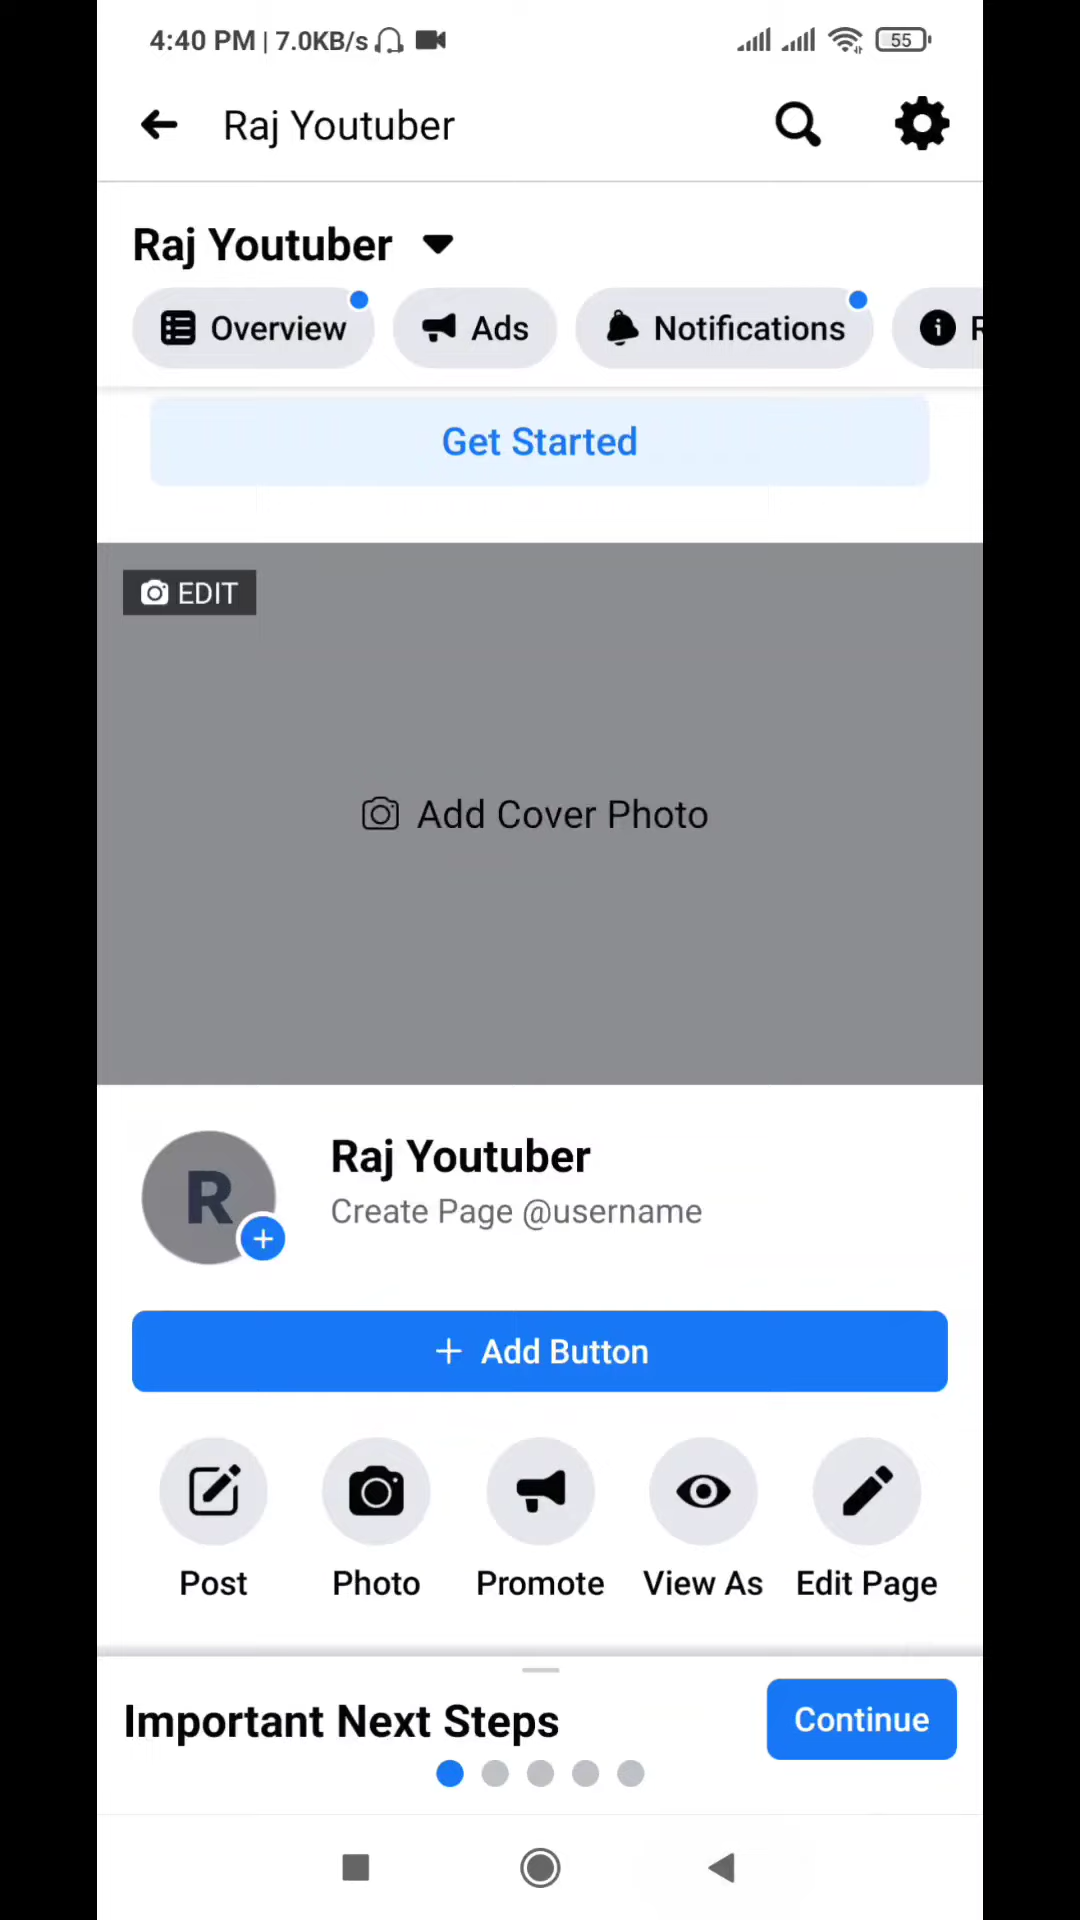 4:40 PM | 7.0KB/s 55
Raj Youtuber
Raj Youtuber
Overview Ads Notifications
Get Started
EDIT
Add Cover Photo
R
Raj Youtuber
Create Page @username
+ Add Button
Post Photo Promote View As Edit Page
Important Next Steps Continue